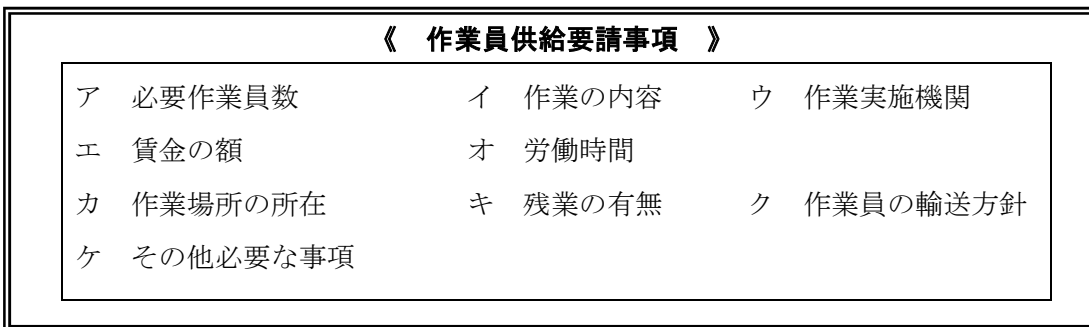 《 作業員供給要請事項 》
ア 必要作業員数 イ 作業の内容 ウ 作業実施機関
エ 賃金の額 オ 労働時間
カ 作業場所の所在 キ 残業の有無 ク 作業員の輸送方針
ケ その他必要な事項